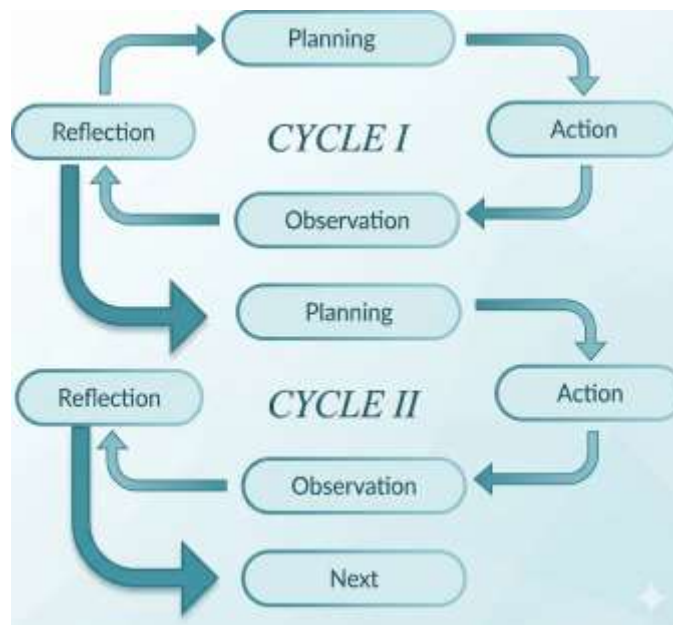 Planning
Reflection
CYCLE I
Action
Observation
Planning
Reflection
CYCLE II
Action
Observation
Next